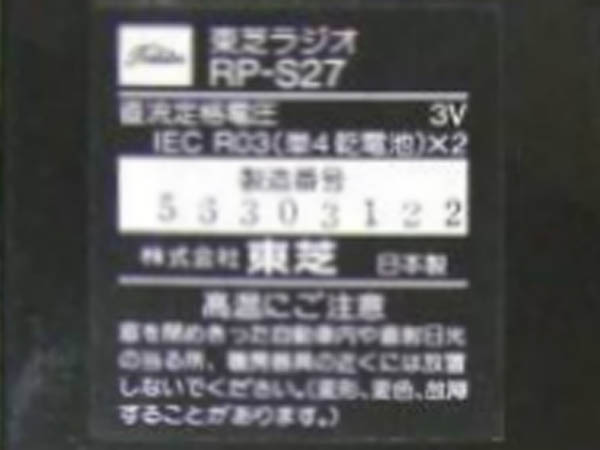 東芝ラジオ
RP-S27
直流定格電圧 3V
IEC R03(単4乾電池)×2
製造番号
55303122
株式会社 東芝 日本製
高温にご注意
窓を閉めきった自動車内や直射日光
の当る所、暖房器具の近くには放置
しないでください。(変形、変色、故障
することがあります。)